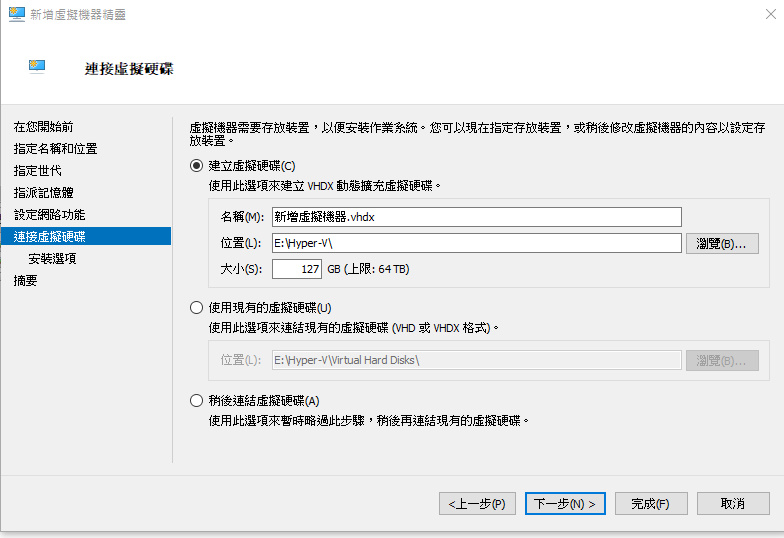 新增虛擬機器精靈
連接虛擬硬碟
在您開始前
指定名稱和位置
指定世代
指派記憶體
設定網路功能
連接虛擬硬碟
安裝選項
摘要
虛擬機器需要存放裝置，以便安裝作業系統。您可以現在指定存放裝置，或稍後修改虛擬機器的內容以設定存
放裝置。
建立虛擬硬碟(C)
使用此選項來建立 VHDX 動態擴充虛擬硬碟。
名稱(M): 新增虛擬機器.vhdx
位置(L): E:\Hyper-V\ 瀏覽(B)...
大小(S): 127 GB (上限: 64 TB)
使用現有的虛擬硬碟(U)
使用此選項來連結現有的虛擬硬碟 (VHD 或 VHDX 格式)。
位置(L): E:\Hyper-V\Virtual Hard Disks\ 瀏覽(B)...
稍後連結虛擬硬碟(A)
使用此選項來暫時略過此步驟，稍後再連結現有的虛擬硬碟。
<上一步(P) 下一步(N) > 完成(F) 取消